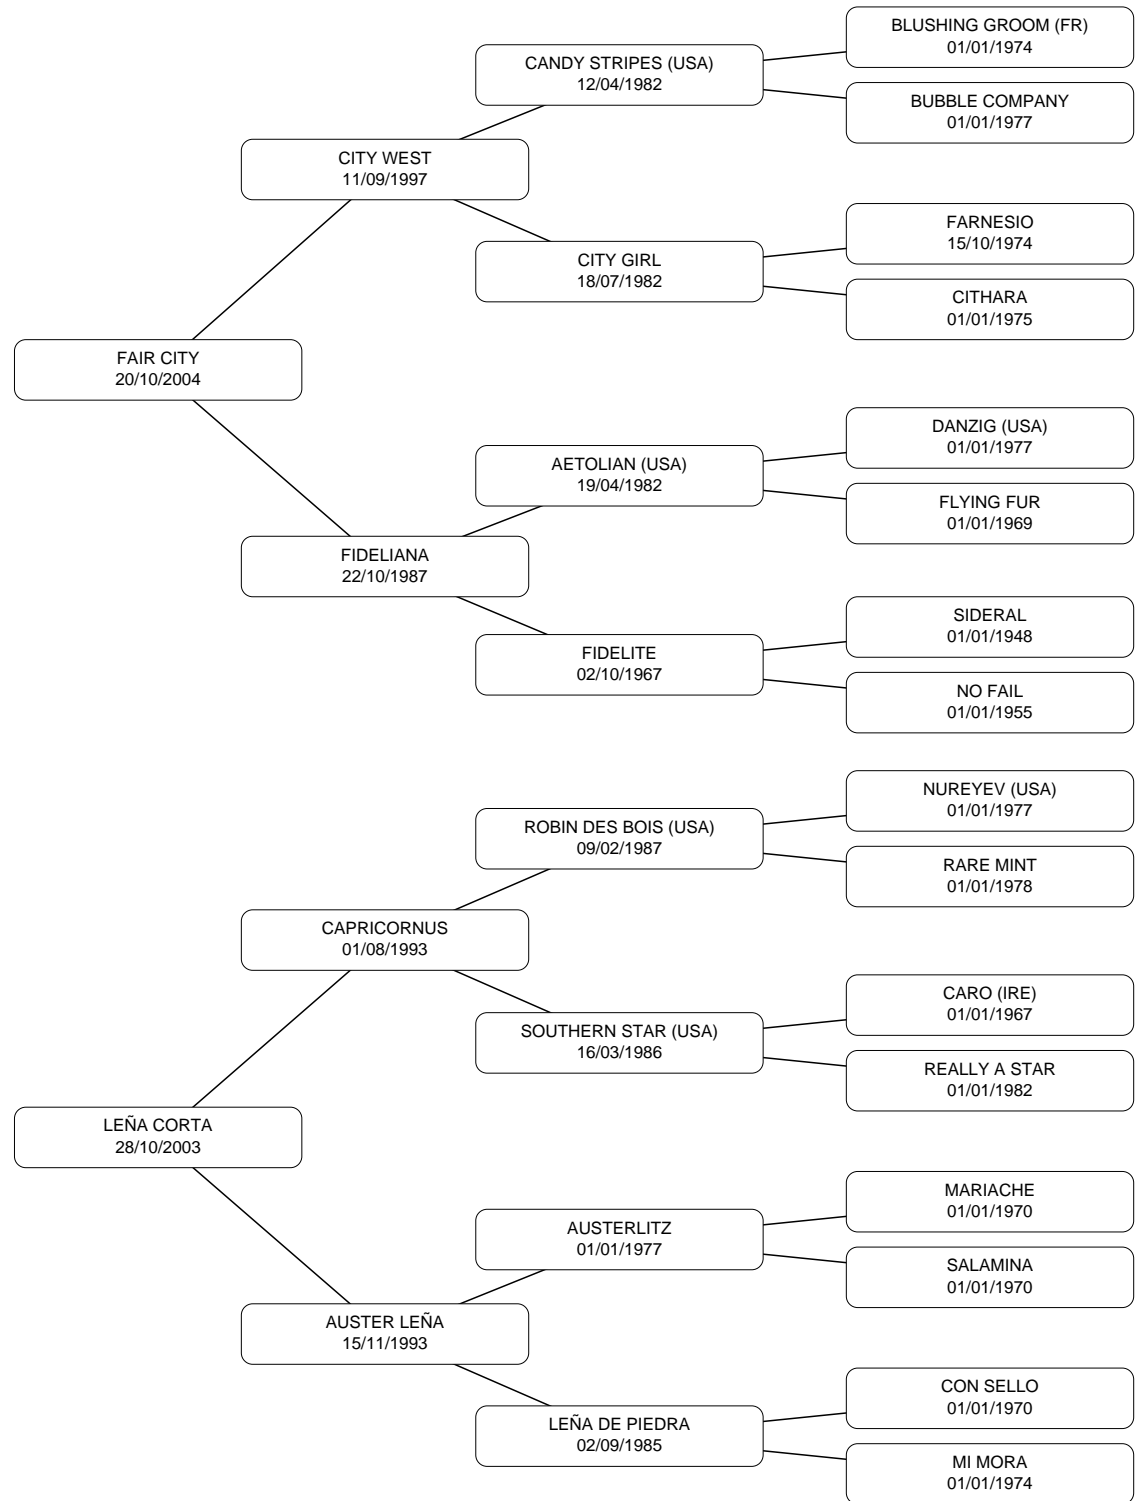 BLUSHING GROOM (FR)
01/01/1974
CANDY STRIPES (USA)
12/04/1982
BUBBLE COMPANY
01/01/1977
CITY WEST
11/09/1997
FARNESIO
15/10/1974
CITY GIRL
18/07/1982
CITHARA
01/01/1975
FAIR CITY
20/10/2004
DANZIG (USA)
01/01/1977
AETOLIAN (USA)
19/04/1982
FLYING FUR
01/01/1969
FIDELIANA
22/10/1987
SIDERAL
01/01/1948
FIDELITE
02/10/1967
NO FAIL
01/01/1955
NUREYEV (USA)
01/01/1977
ROBIN DES BOIS (USA)
09/02/1987
RARE MINT
01/01/1978
CAPRICORNUS
01/08/1993
CARO (IRE)
01/01/1967
SOUTHERN STAR (USA)
16/03/1986
REALLY A STAR
01/01/1982
LEÑA CORTA
28/10/2003
MARIACHE
01/01/1970
AUSTERLITZ
01/01/1977
SALAMINA
01/01/1970
AUSTER LEÑA
15/11/1993
CON SELLO
01/01/1970
LEÑA DE PIEDRA
02/09/1985
MI MORA
01/01/1974